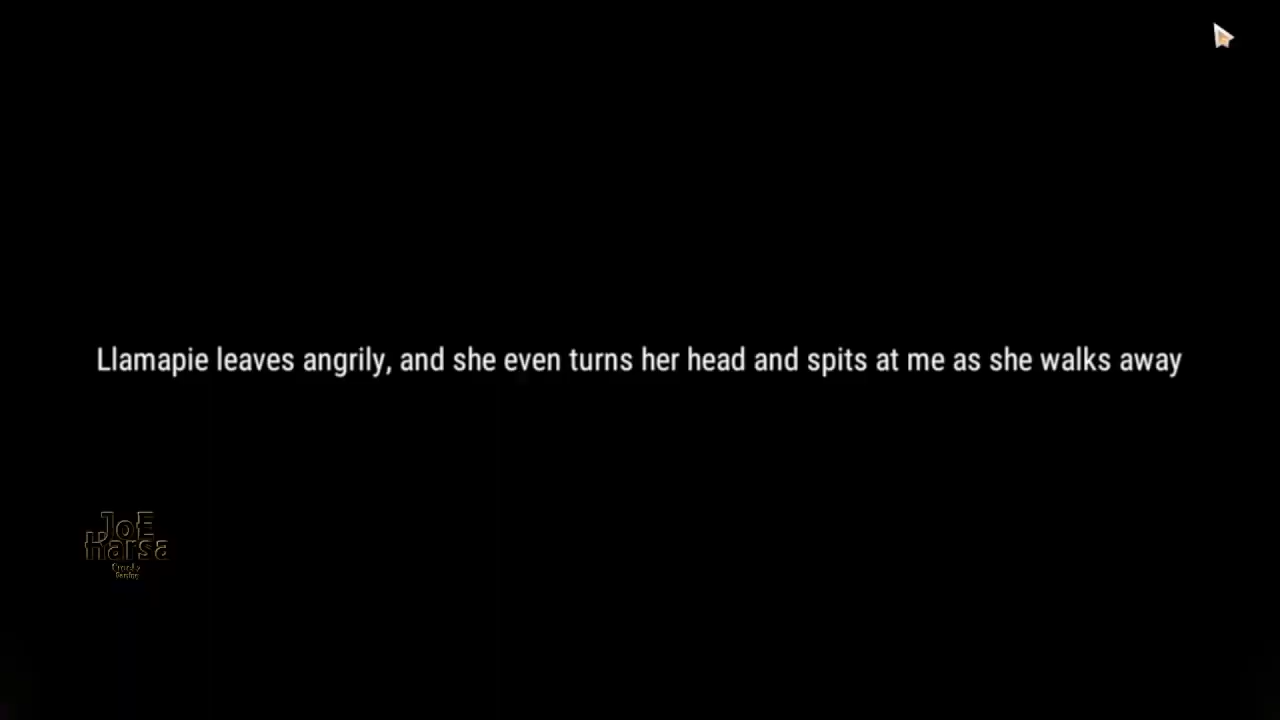 Llamapie leaves angrily, and she even turns her head and spits at me as she walks away
JoE
Harsa